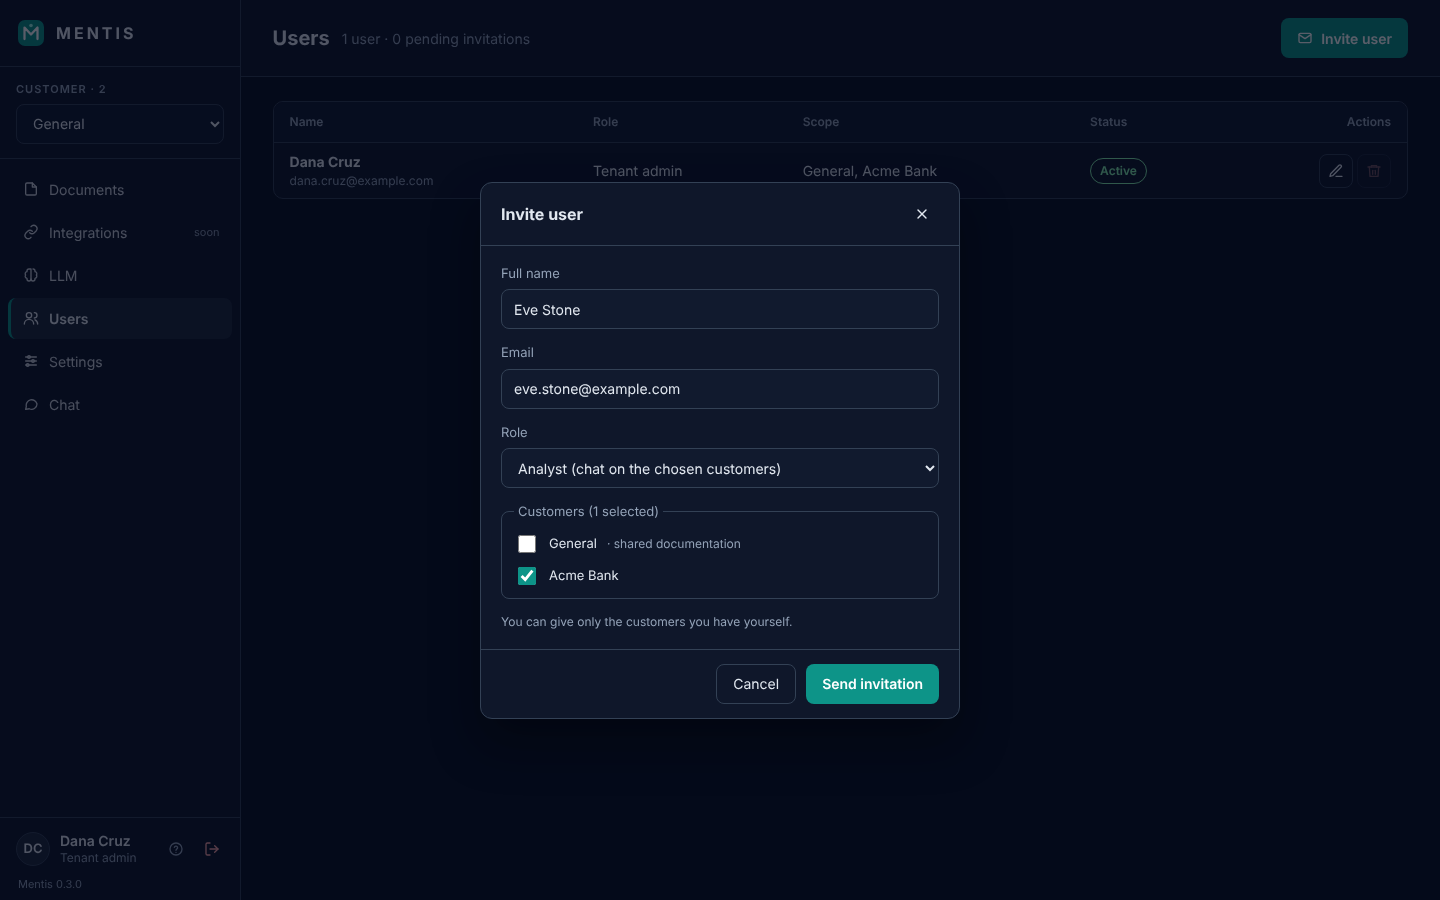 MENTIS
CUSTOMER · 2
General
Documents
Integrations soon
LLM
Users
Settings
Chat
DC
Dana Cruz
Tenant admin
Mentis 0.3.0
Users 1 user · 0 pending invitations
Invite user
Name Role Scope Status Actions
Dana Cruz
dana.cruz@example.com
Tenant admin
General, Acme Bank
Active
Invite user
Full name
Eve Stone
Email
eve.stone@example.com
Role
Analyst (chat on the chosen customers)
Customers (1 selected)
General · shared documentation
Acme Bank
You can give only the customers you have yourself.
Cancel
Send invitation